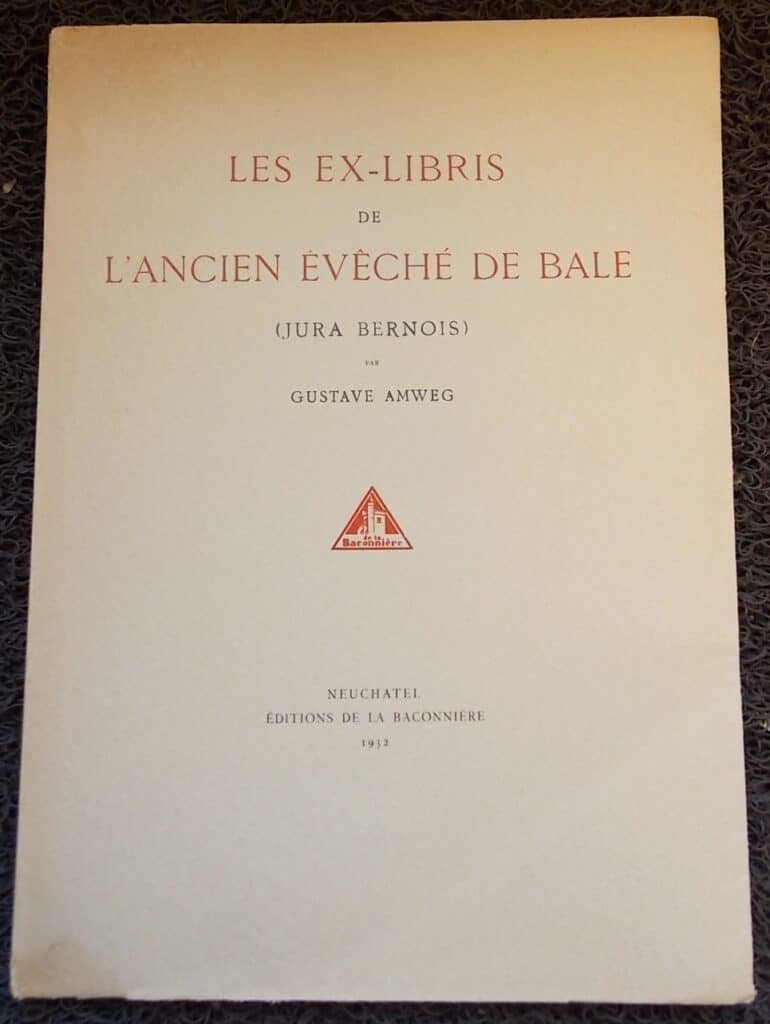 LES EX-LIBRIS
DE
L'ANCIEN ÉVÊCHÉ DE BALE
(JURA BERNOIS)
PAR
GUSTAVE AMWEG
de la
Baconnière
NEUCHATEL
ÉDITIONS DE LA BACONNIÈRE
1932